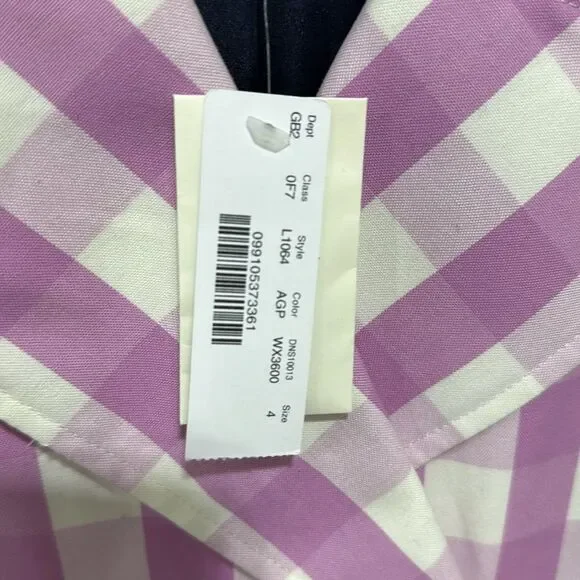 Dept Class Style Color DNS10013 Size
GB2 0F7 L1064 AGP WX3600 4
099105373361